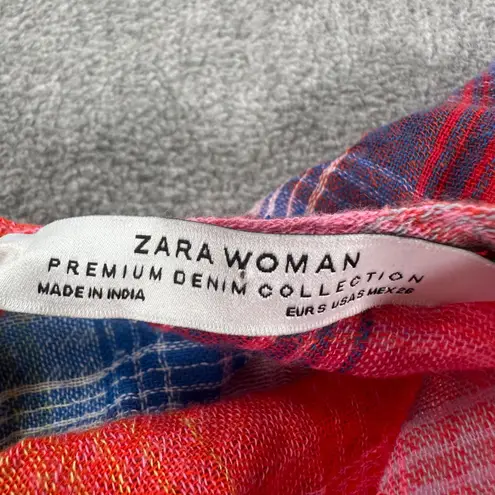 ZARA WOMAN
PREMIUM DENIM COLLECTION
MADE IN INDIA
EUR S USA S MEX 26